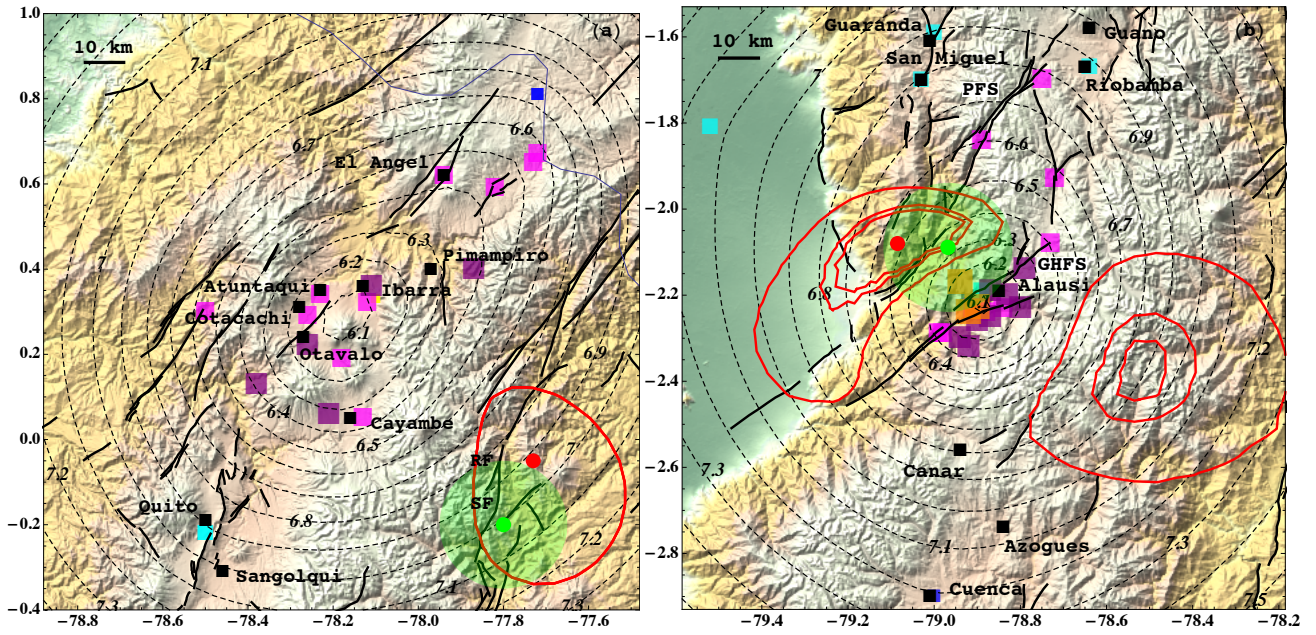 1.0
0.8
0.6
0.4
0.2
0.0
−0.2
−0.4
−78.8
−78.6
−78.4
−78.2
−78.0
−77.8
−77.6
10 km
(a)
7.1
6.7
6.6
El Angel
6.3
Pimampiro
6.2
Atuntaqui
Ibarra
Cotacachi
6.1
7
Otavalo
6.9
6.4
Cayambe
6.5
7
RF
7.2
SF
Quito
6.8
7.2
Sangolqui
7.1
7.3
7.3
−1.6
−1.8
−2.0
−2.2
−2.4
−2.6
−2.8
−79.4
−79.2
−79.0
−78.8
−78.6
−78.4
−78.2
10 km
Guaranda
Guano
(b)
San Miguel
7
Riobamba
PFS
6.9
6.6
6.5
6.7
6.3
GHFS
6.2
Alausi
6.8
6.1
7.2
6.4
Canar
7.3
Azogues
7.1
7.3
Cuenca
7.5